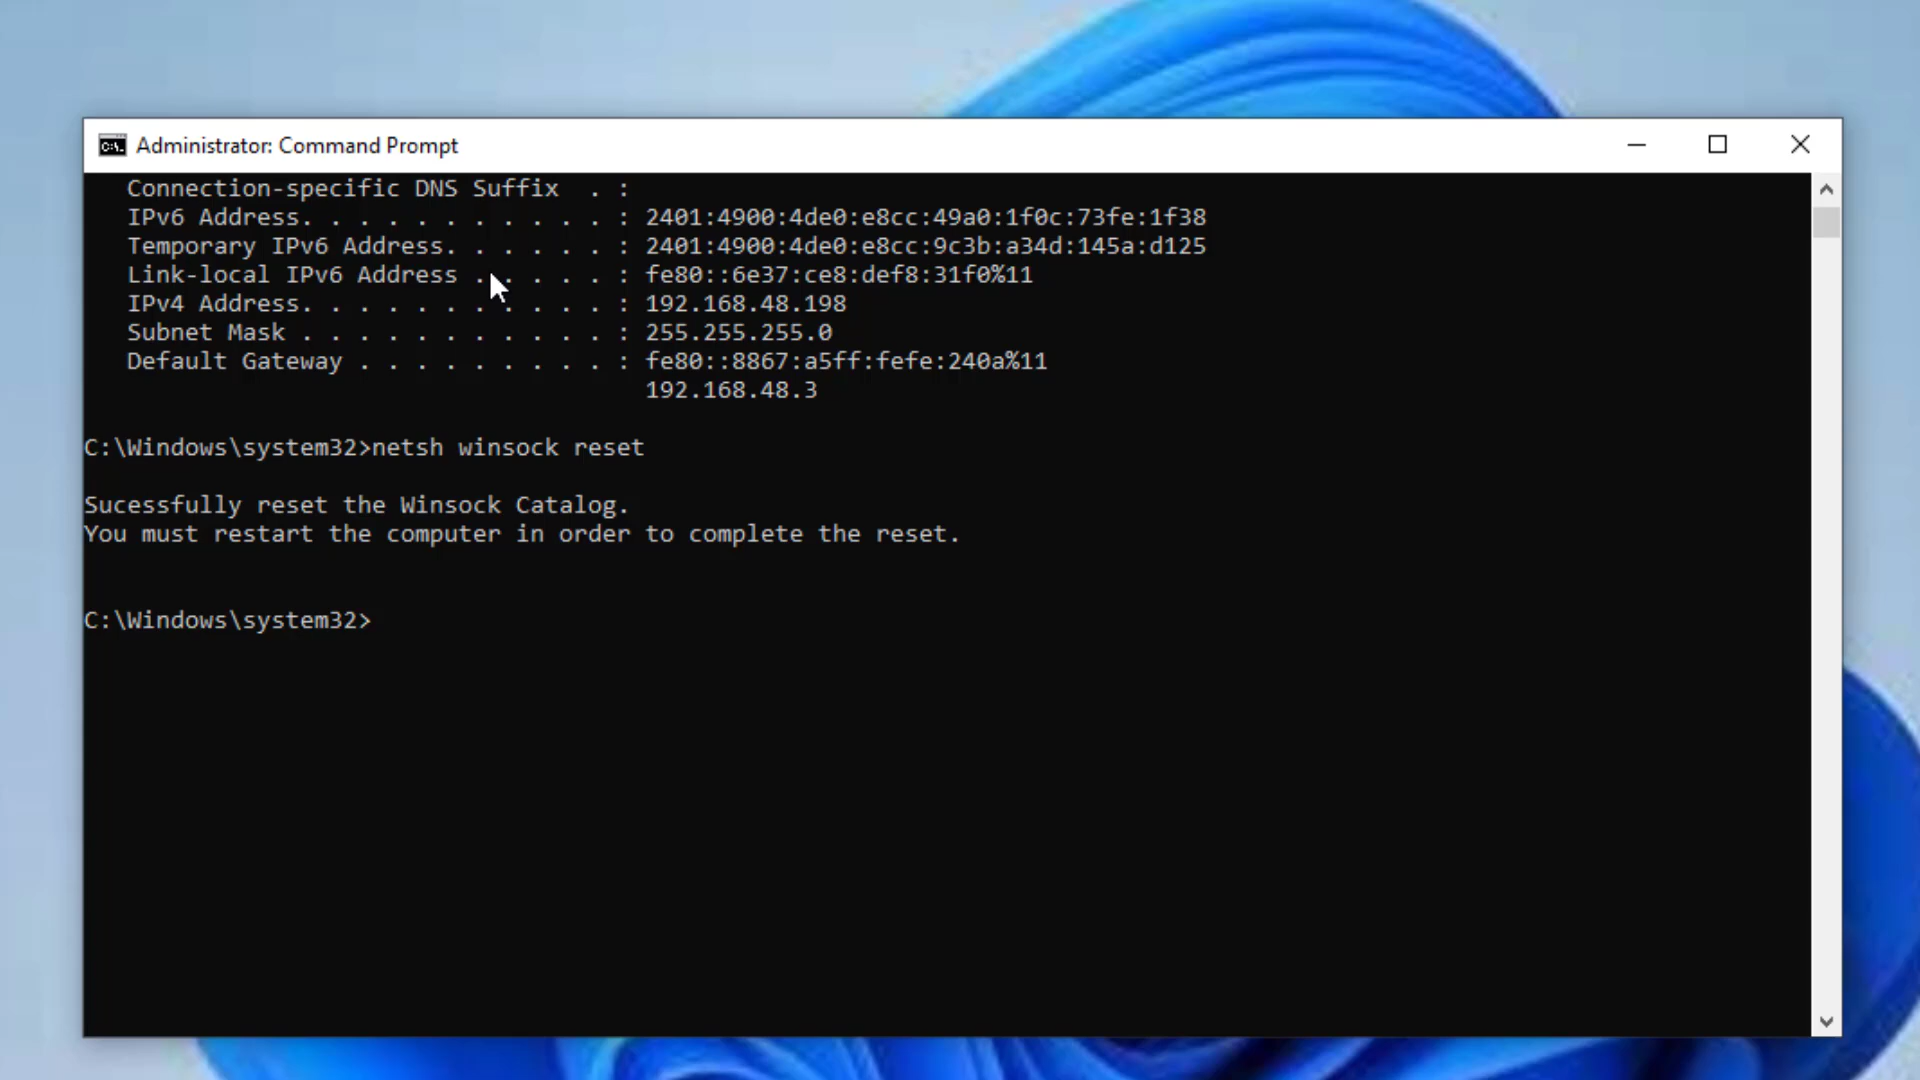 Administrator: Command Prompt
Connection-specific DNS Suffix  . :
IPv6 Address. . . . . . . . . . . : 2401:4900:4de0:e8cc:49a0:1f0c:73fe:1f38
Temporary IPv6 Address. . . . . . : 2401:4900:4de0:e8cc:9c3b:a34d:145a:d125
Link-local IPv6 Address . . . . . : fe80::6e37:ce8:def8:31f0%11
IPv4 Address. . . . . . . . . . . : 192.168.48.198
Subnet Mask . . . . . . . . . . . : 255.255.255.0
Default Gateway . . . . . . . . . : fe80::8867:a5ff:fefe:240a%11
192.168.48.3
C:\Windows\system32>netsh winsock reset
Sucessfully reset the Winsock Catalog.
You must restart the computer in order to complete the reset.
C:\Windows\system32>